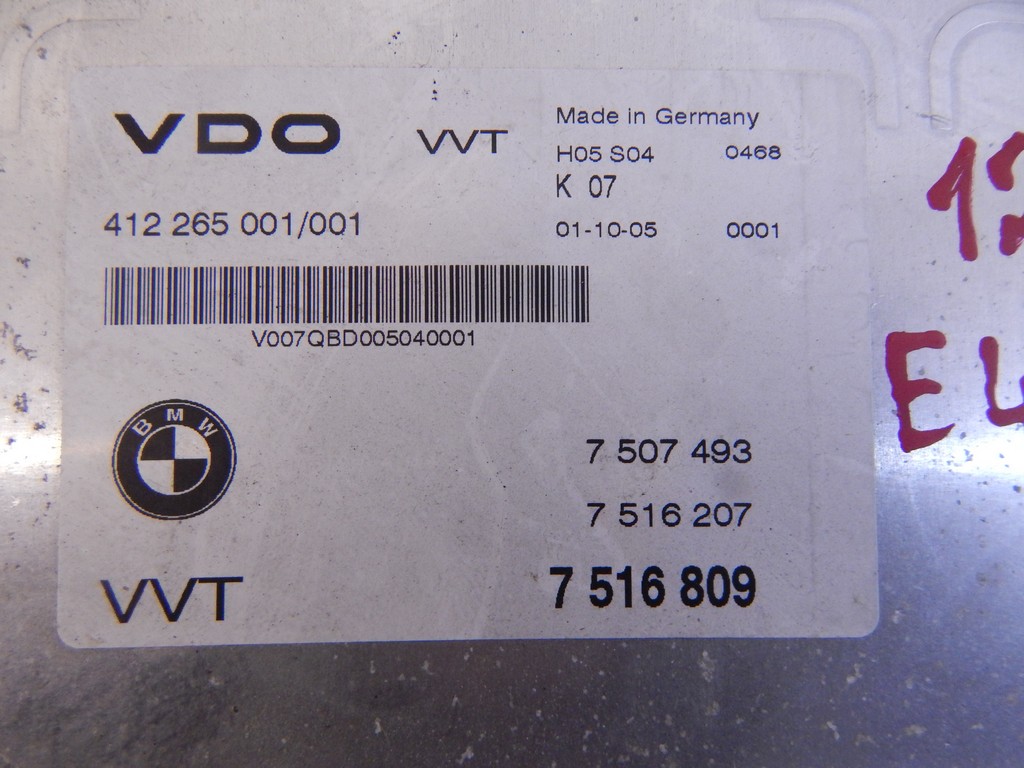 VDO VVT
Made in Germany
H05 S04 0468
K 07
412 265 001/001
01-10-05 0001
V007QBD005040001
BMW
7 507 493
7 516 207
VVT 7 516 809